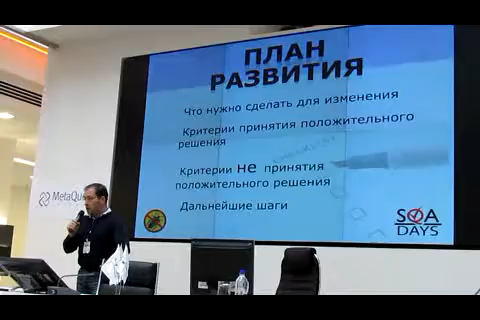 ПЛАН
РАЗВИТИЯ
Что нужно сделать для изменения
Критерии принятия положительного
решения
Критерии не принятия
положительного решения
Дальнейшие шаги
SQA
DAYS
MetaQu